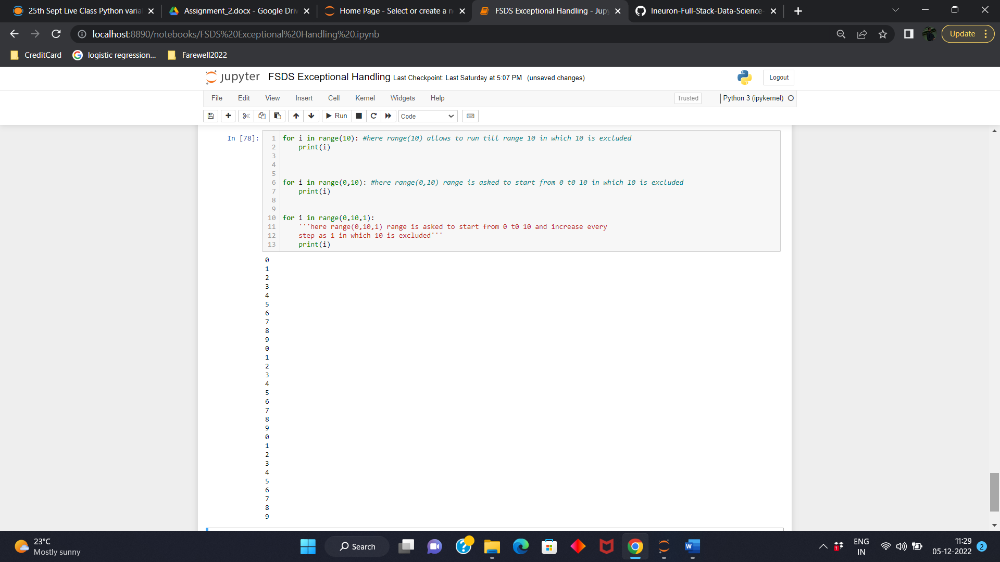 25th Sept Live Class Python varia
Assignment_2.docx - Google Driv
Home Page - Select or create a n
FSDS Exceptional Handling - Jupy
Ineuron-Full-Stack-Data-Science-
localhost:8890/notebooks/FSDS%20Exceptional%20Handling%20.ipynb
Update
CreditCard
logistic regression...
Farewell2022
jupyter FSDS Exceptional Handling Last Checkpoint: Last Saturday at 5:07 PM (unsaved changes)
Logout
File Edit View Insert Cell Kernel Widgets Help
Trusted
Python 3 (ipykernel)
Run
Code
In [78]:
1 for i in range(10): #here range(10) allows to run till range 10 in which 10 is excluded
2 print(i)
3
4
5
6 for i in range(0,10): #here range(0,10) range is asked to start from 0 t0 10 in which 10 is excluded
7 print(i)
8
9
10 for i in range(0,10,1):
11 '''here range(0,10,1) range is asked to start from 0 t0 10 and increase every
12 step as 1 in which 10 is excluded'''
13 print(i)
0
1
2
3
4
5
6
7
8
9
0
1
2
3
4
5
6
7
8
9
0
1
2
3
4
5
6
7
8
9
23°C
Mostly sunny
Search
W
1
ENG
IN
11:29
05-12-2022
2